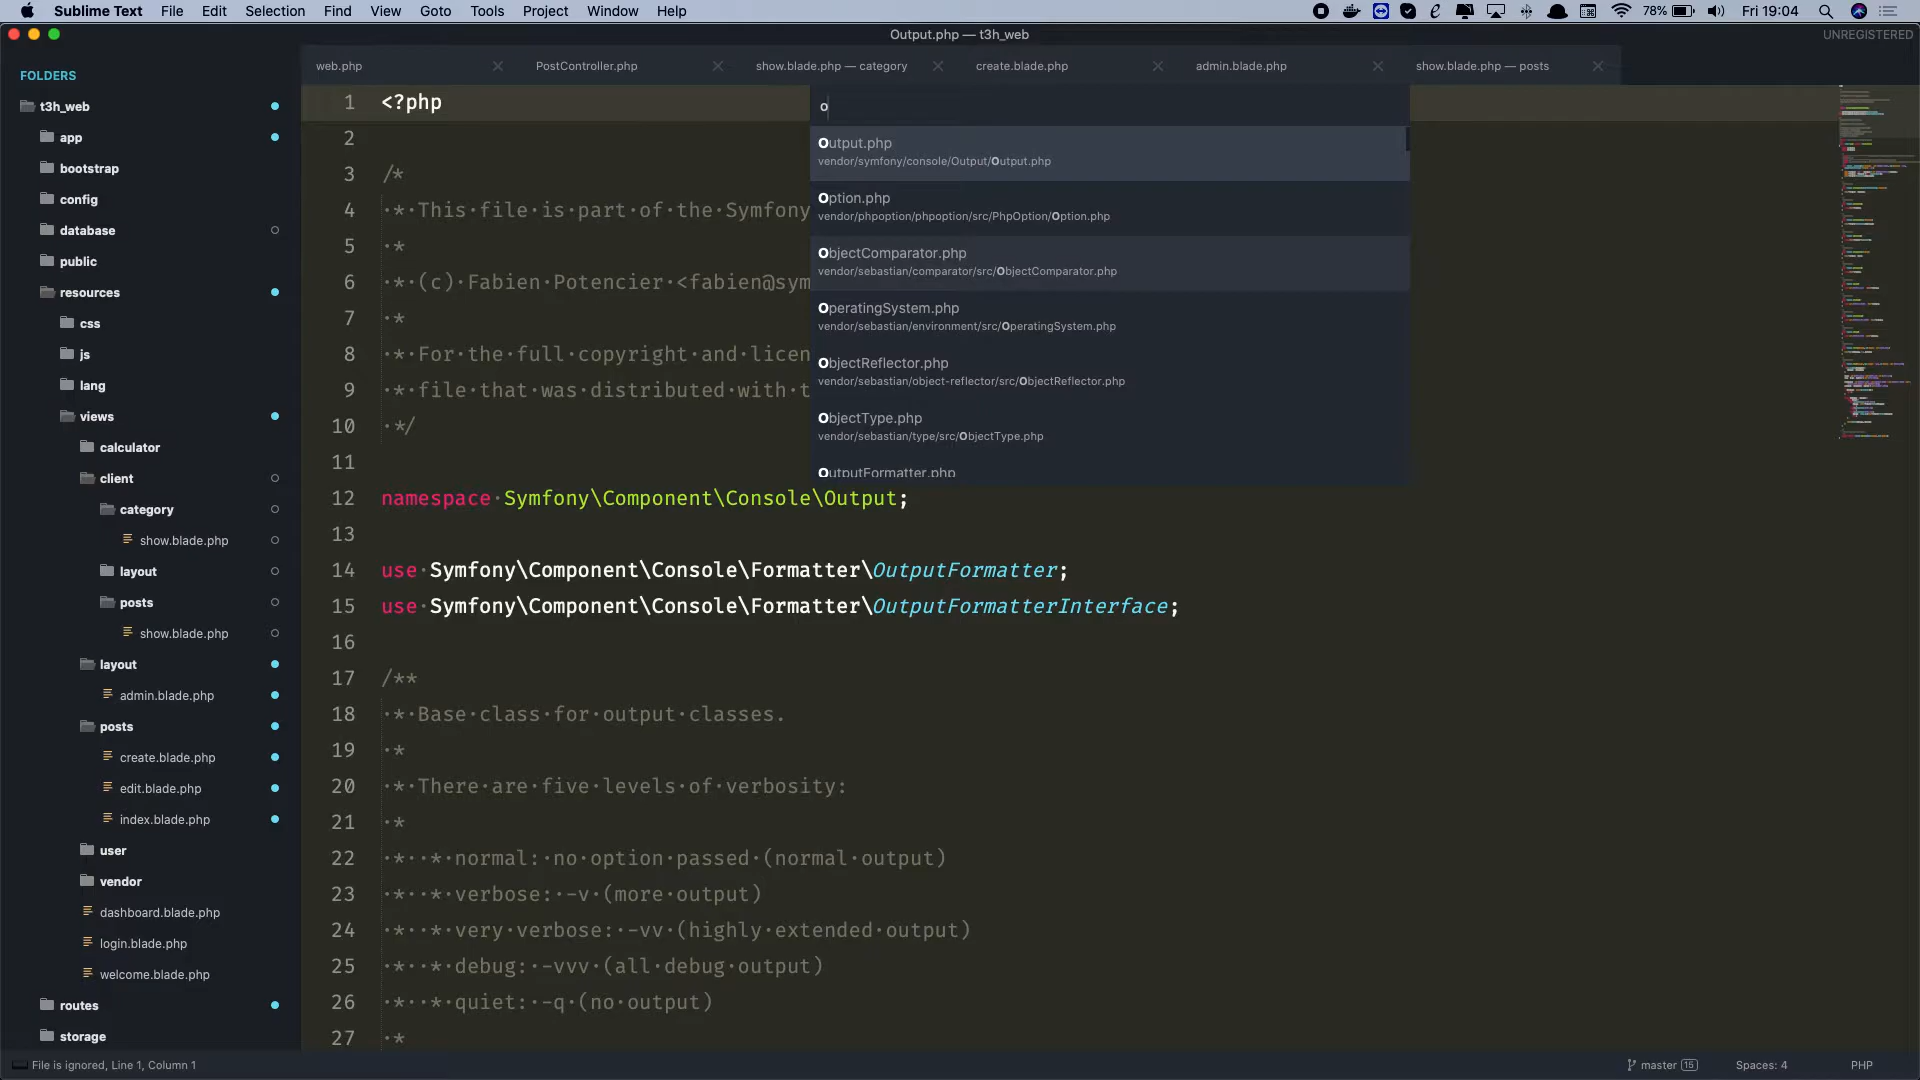 Sublime Text File Edit Selection Find View Goto Tools Project Window Help 78% Fri 19:04
Output.php — t3h_web UNREGISTERED
web.php PostController.php show.blade.php — category create.blade.php admin.blade.php show.blade.php — posts
FOLDERS
t3h_web
app
bootstrap
config
database
public
resources
css
js
lang
views
calculator
client
category
show.blade.php
layout
posts
show.blade.php
layout
admin.blade.php
posts
create.blade.php
edit.blade.php
index.blade.php
user
vendor
dashboard.blade.php
login.blade.php
welcome.blade.php
routes
storage
o
Output.php
vendor/symfony/console/Output/Output.php
Option.php
vendor/phpoption/phpoption/src/PhpOption/Option.php
ObjectComparator.php
vendor/sebastian/comparator/src/ObjectComparator.php
OperatingSystem.php
vendor/sebastian/environment/src/OperatingSystem.php
ObjectReflector.php
vendor/sebastian/object-reflector/src/ObjectReflector.php
ObjectType.php
vendor/sebastian/type/src/ObjectType.php
OutputFormatter.php
1 <?php
2
3 /*
4 * This file is part of the Symfony
5 *
6 * (c) Fabien Potencier <fabien@sym
7 *
8 * For the full copyright and licen
9 * file that was distributed with t
10 */
11
12 namespace Symfony\Component\Console\Output;
13
14 use Symfony\Component\Console\Formatter\OutputFormatter;
15 use Symfony\Component\Console\Formatter\OutputFormatterInterface;
16
17 /**
18 * Base class for output classes.
19 *
20 * There are five levels of verbosity:
21 *
22 * * normal: no option passed (normal output)
23 * * verbose: -v (more output)
24 * * very verbose: -vv (highly extended output)
25 * * debug: -vvv (all debug output)
26 * * quiet: -q (no output)
27 *
File is ignored, Line 1, Column 1 master 15 Spaces: 4 PHP